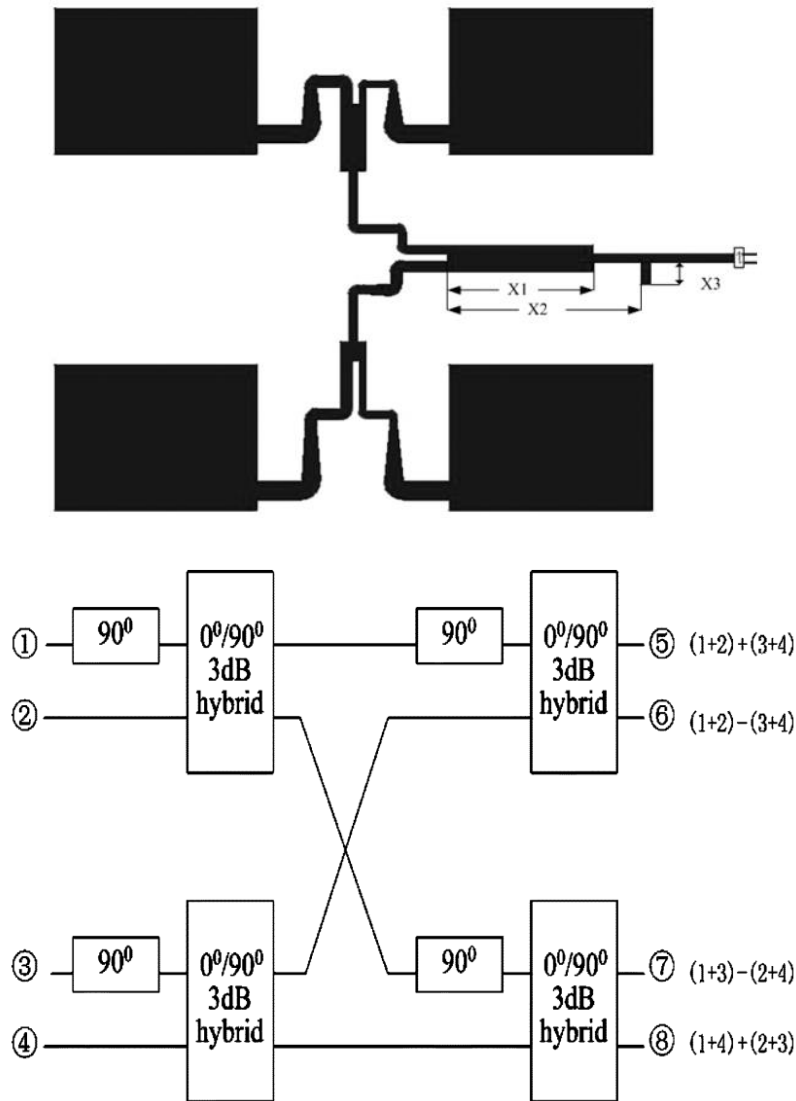 X1
X2
X3
① 90⁰ 0⁰/90⁰ 3dB hybrid 90⁰ 0⁰/90⁰ 3dB hybrid ⑤ (1+2)+(3+4)
② ⑥ (1+2)-(3+4)
③ 90⁰ 0⁰/90⁰ 3dB hybrid 90⁰ 0⁰/90⁰ 3dB hybrid ⑦ (1+3)-(2+4)
④ ⑧ (1+4)+(2+3)